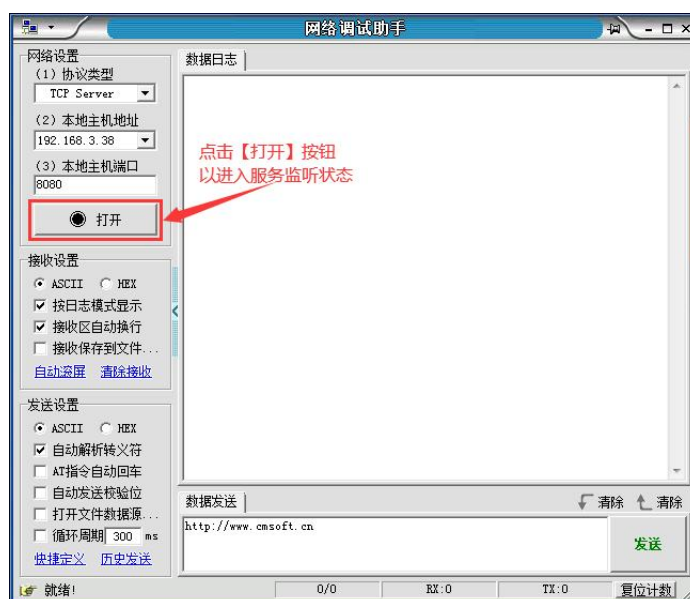 网络调试助手
网络设置
(1) 协议类型
TCP Server
(2) 本地主机地址
192.168.3.38
(3) 本地主机端口
8080
打开
接收设置
ASCII HEX
按日志模式显示
接收区自动换行
接收保存到文件...
自动滚屏 清除接收
发送设置
ASCII HEX
自动解析转义符
AT指令自动回车
自动发送校验位
打开文件数据源...
循环周期 300 ms
快捷定义 历史发送
数据日志
点击【打开】按钮
以进入服务监听状态
数据发送
清除 清除
http://www.cmsoft.cn
发送
就绪!
0/0
RX:0
TX:0
复位计数